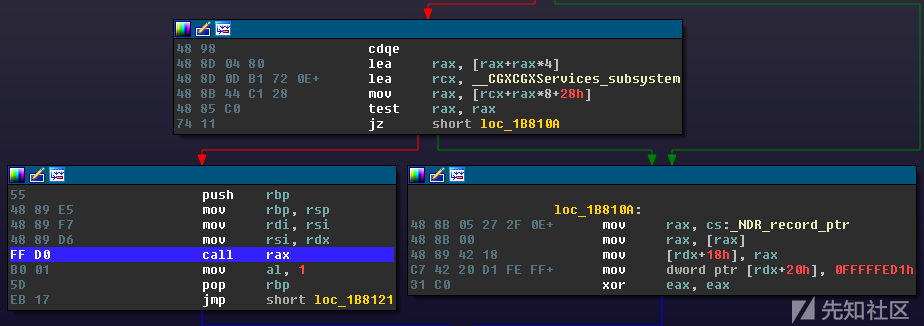 48 98 cdqe
48 8D 04 80 lea rax, [rax+rax*4]
48 8D 0D B1 72 0E+ lea rcx, __CGXCGXServices_subsystem
48 8B 44 C1 28 mov rax, [rcx+rax*8+28h]
48 85 C0 test rax, rax
74 11 jz short loc_1B810A
55 push rbp
48 89 E5 mov rbp, rsp
48 89 F7 mov rdi, rsi
48 89 D6 mov rsi, rdx
FF D0 call rax
B0 01 mov al, 1
5D pop rbp
EB 17 jmp short loc_1B8121
loc_1B810A:
48 8B 05 27 2F 0E+ mov rax, cs:_NDR_record_ptr
48 8B 00 mov rax, [rax]
48 89 42 18 mov [rdx+18h], rax
C7 42 20 D1 FE FF+ mov dword ptr [rdx+20h], 0FFFFFED1h
31 C0 xor eax, eax
先知社区